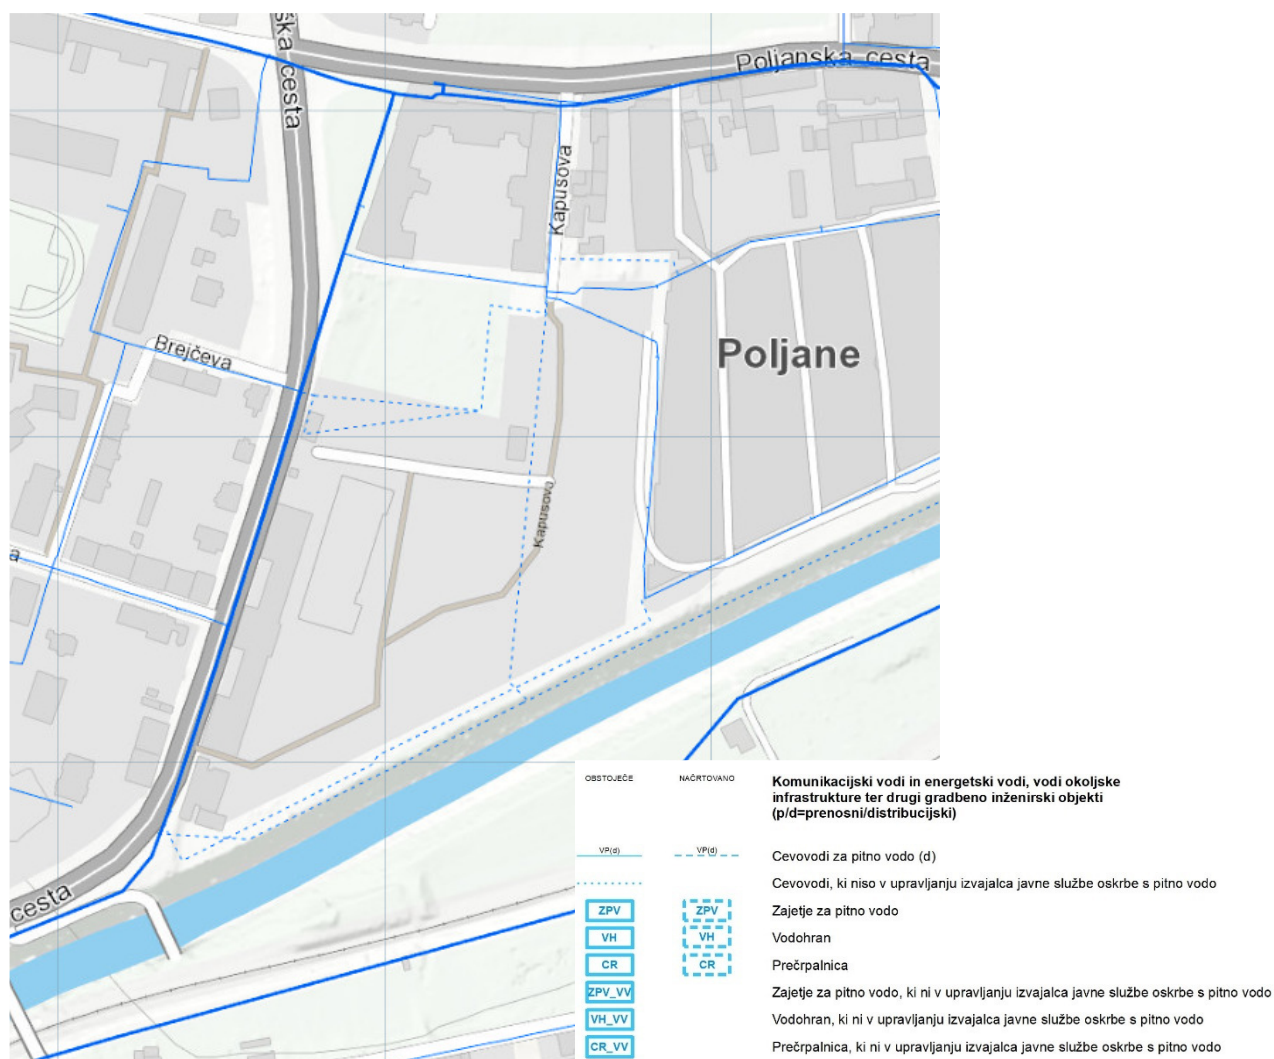 ška cesta
Poljanska cesta
Kapusova
Brejčeva
Poljane
Kapusova
a
cesta
OBSTOJEČE NAČRTOVANO Komunikacijski vodi in energetski vodi, vodi okoljske
infrastrukture ter drugi gradbeno inženirski objekti
(p/d=prenosni/distribucijski)
VP(d) VP(d) Cevovodi za pitno vodo (d)
Cevovodi, ki niso v upravljanju izvajalca javne službe oskrbe s pitno vodo
ZPV ZPV Zajetje za pitno vodo
VH VH Vodohran
CR CR Prečrpalnica
ZPV_VV Zajetje za pitno vodo, ki ni v upravljanju izvajalca javne službe oskrbe s pitno vodo
VH_VV Vodohran, ki ni v upravljanju izvajalca javne službe oskrbe s pitno vodo
CR_VV Prečrpalnica, ki ni v upravljanju izvajalca javne službe oskrbe s pitno vodo